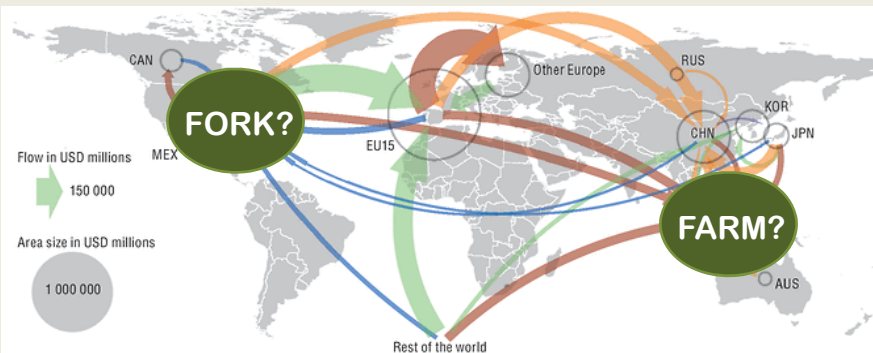 CAN
RUS
Other Europe
FORK?
KOR
CHN
JPN
EU15
MEX
Flow in USD millions
150 000
FARM?
Area size in USD millions
1 000 000
AUS
Rest of the world